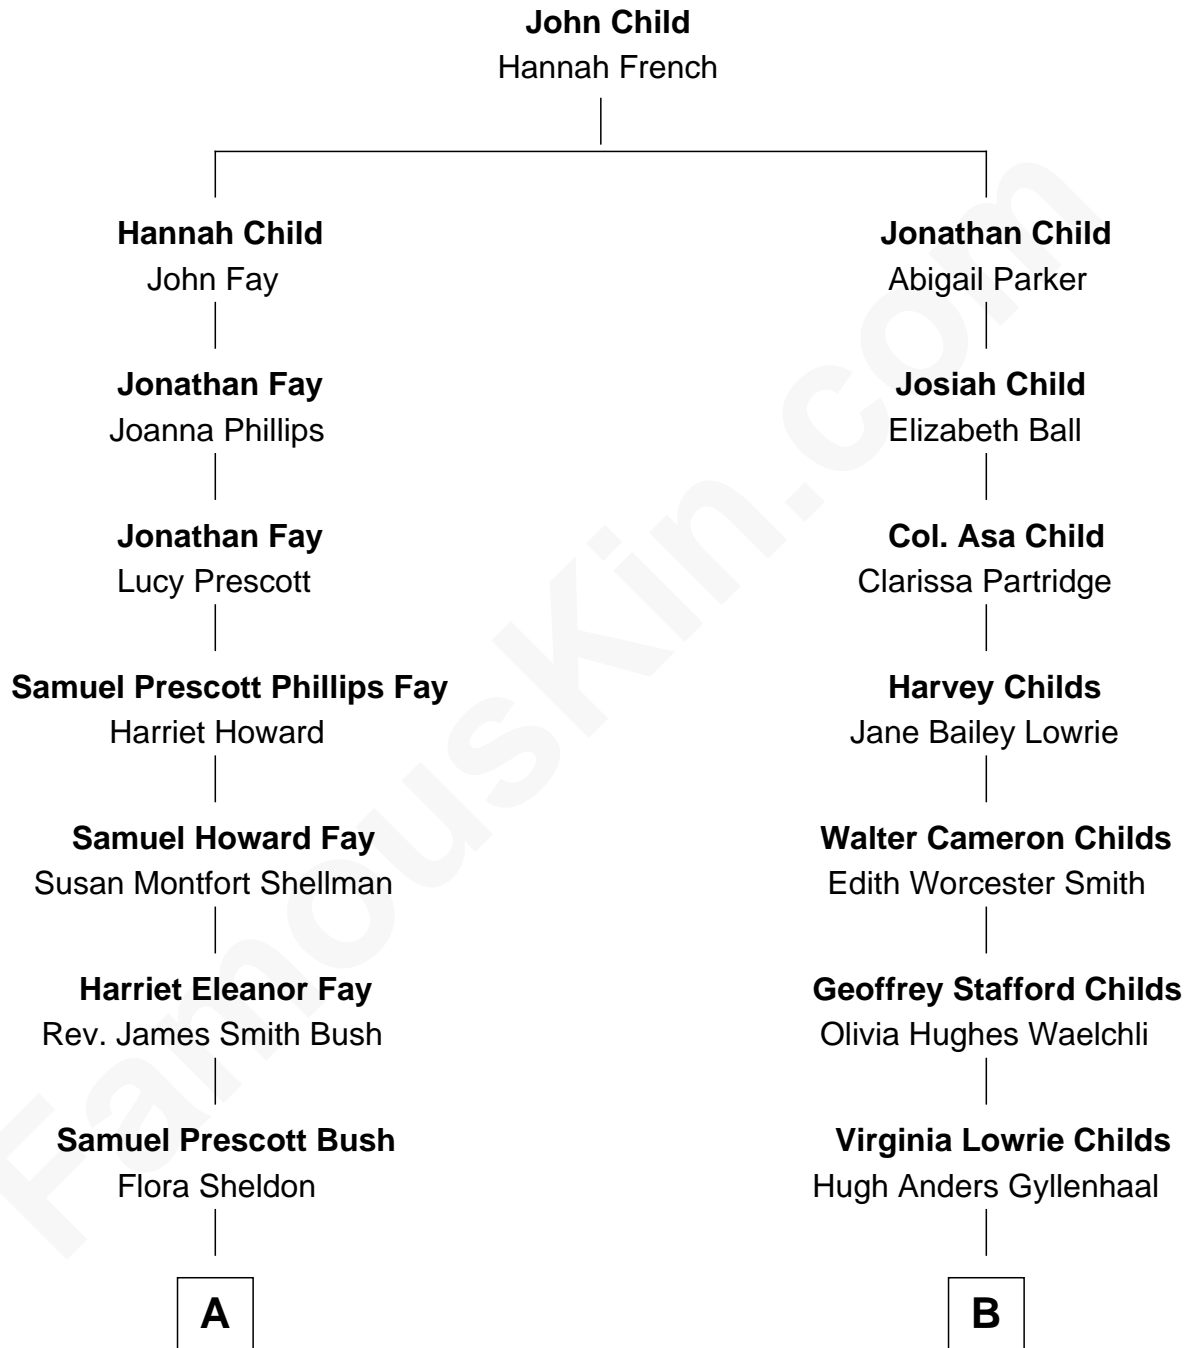 John Child
Hannah French
Hannah Child
John Fay
Jonathan Fay
Joanna Phillips
Jonathan Fay
Lucy Prescott
Samuel Prescott Phillips Fay
Harriet Howard
Samuel Howard Fay
Susan Montfort Shellman
Harriet Eleanor Fay
Rev. James Smith Bush
Samuel Prescott Bush
Flora Sheldon
A
Jonathan Child
Abigail Parker
Josiah Child
Elizabeth Ball
Col. Asa Child
Clarissa Partridge
Harvey Childs
Jane Bailey Lowrie
Walter Cameron Childs
Edith Worcester Smith
Geoffrey Stafford Childs
Olivia Hughes Waelchli
Virginia Lowrie Childs
Hugh Anders Gyllenhaal
B
FamousKin.com